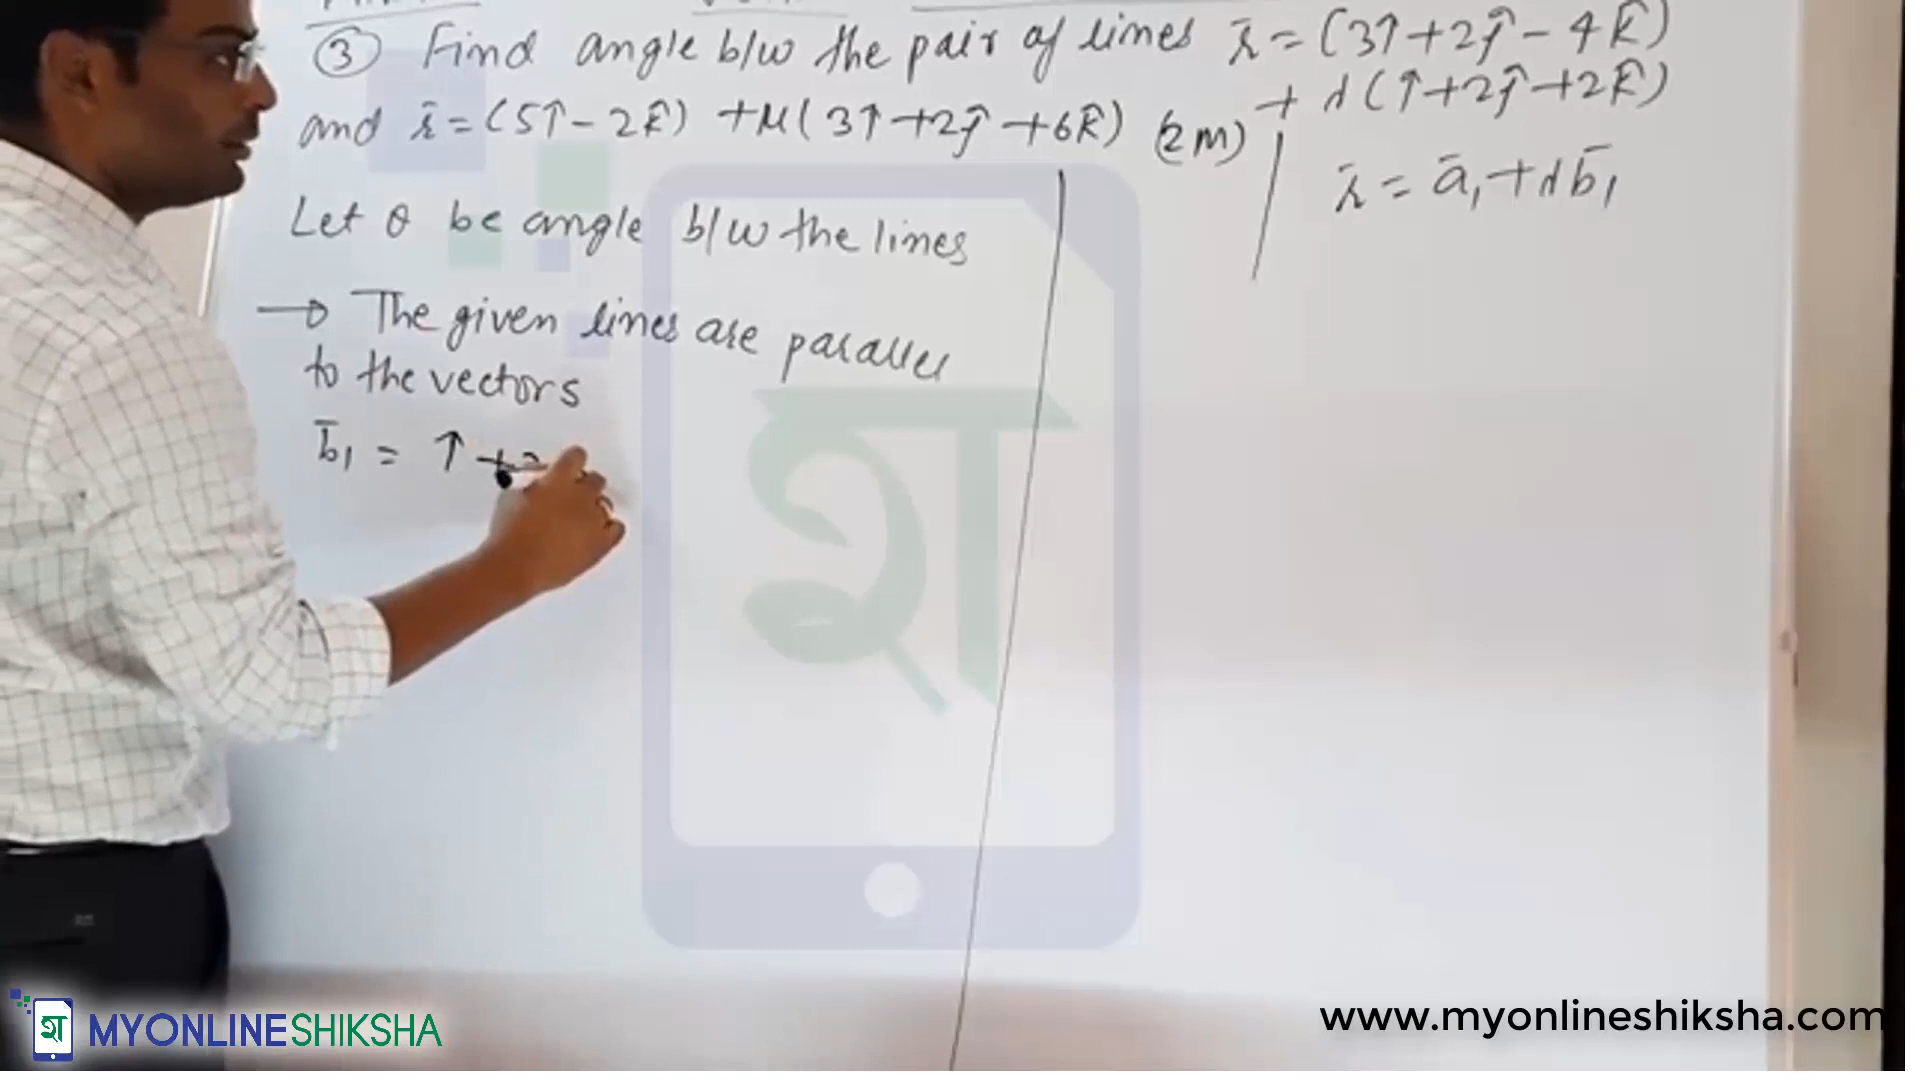 ③ Find angle b/w the pair of lines r̄ = (3î + 2ĵ - 4k̂)
+ λ(î + 2ĵ + 2k̂)
and r̄ = (5î - 2k̂) + μ(3î + 2ĵ + 6k̂) (2M)
r̄ = ā₁ + λb̄₁
Let θ be angle b/w the lines
→ The given lines are parallel
to the vectors
b̄₁ = î + 2
श
MYONLINESHIKSHA
www.myonlineshiksha.com